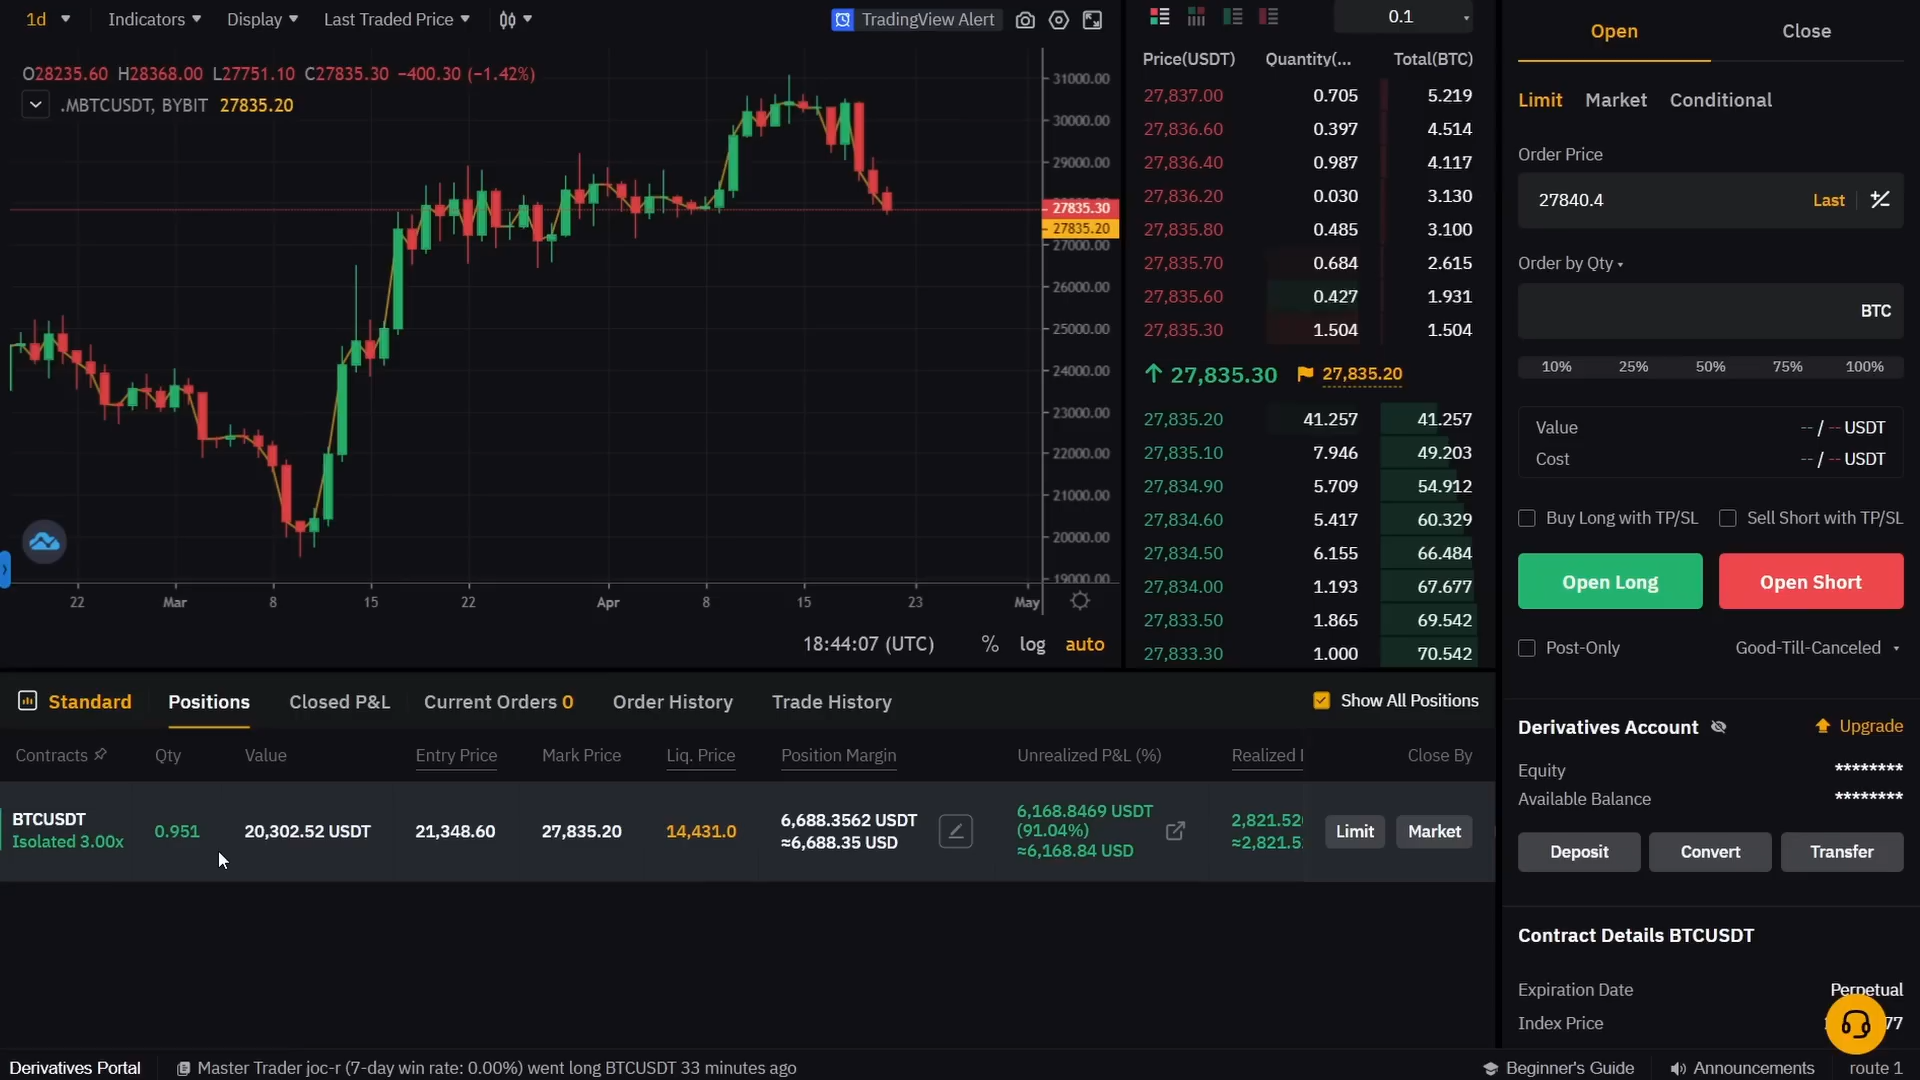 1d Indicators Display Last Traded Price TradingView Alert
O28235.60 H28368.00 L27751.10 C27835.30 −400.30 (−1.42%)
.MBTCUSDT, BYBIT 27835.20
31000.00
30000.00
29000.00
27835.30
27835.20
27000.00
26000.00
25000.00
24000.00
23000.00
22000.00
21000.00
20000.00
19000.00
22 Mar 8 15 22 Apr 8 15 23 May
18:44:07 (UTC) % log auto
0.1
Price(USDT) Quantity(... Total(BTC)
27,837.00 0.705 5.219
27,836.60 0.397 4.514
27,836.40 0.987 4.117
27,836.20 0.030 3.130
27,835.80 0.485 3.100
27,835.70 0.684 2.615
27,835.60 0.427 1.931
27,835.30 1.504 1.504
27,835.30 27,835.20
27,835.20 41.257 41.257
27,835.10 7.946 49.203
27,834.90 5.709 54.912
27,834.60 5.417 60.329
27,834.50 6.155 66.484
27,834.00 1.193 67.677
27,833.50 1.865 69.542
27,833.30 1.000 70.542
Open Close
Limit Market Conditional
Order Price
27840.4 Last
Order by Qty
BTC
10% 25% 50% 75% 100%
Value -- / -- USDT
Cost -- / -- USDT
Buy Long with TP/SL Sell Short with TP/SL
Open Long Open Short
Post-Only Good-Till-Canceled
Derivatives Account Upgrade
Equity ********
Available Balance ********
Deposit Convert Transfer
Contract Details BTCUSDT
Expiration Date Perpetual
Index Price 77
Standard Positions Closed P&L Current Orders 0 Order History Trade History Show All Positions
Contracts Qty Value Entry Price Mark Price Liq. Price Position Margin Unrealized P&L (%) Realized Close By
BTCUSDT
Isolated 3.00x
0.951 20,302.52 USDT 21,348.60 27,835.20 14,431.0
6,688.3562 USDT
≈6,688.35 USD
6,168.8469 USDT
(91.04%)
≈6,168.84 USD
2,821.52
≈2,821.5
Limit Market
Derivatives Portal Master Trader joc-r (7-day win rate: 0.00%) went long BTCUSDT 33 minutes ago Beginner's Guide Announcements route 1